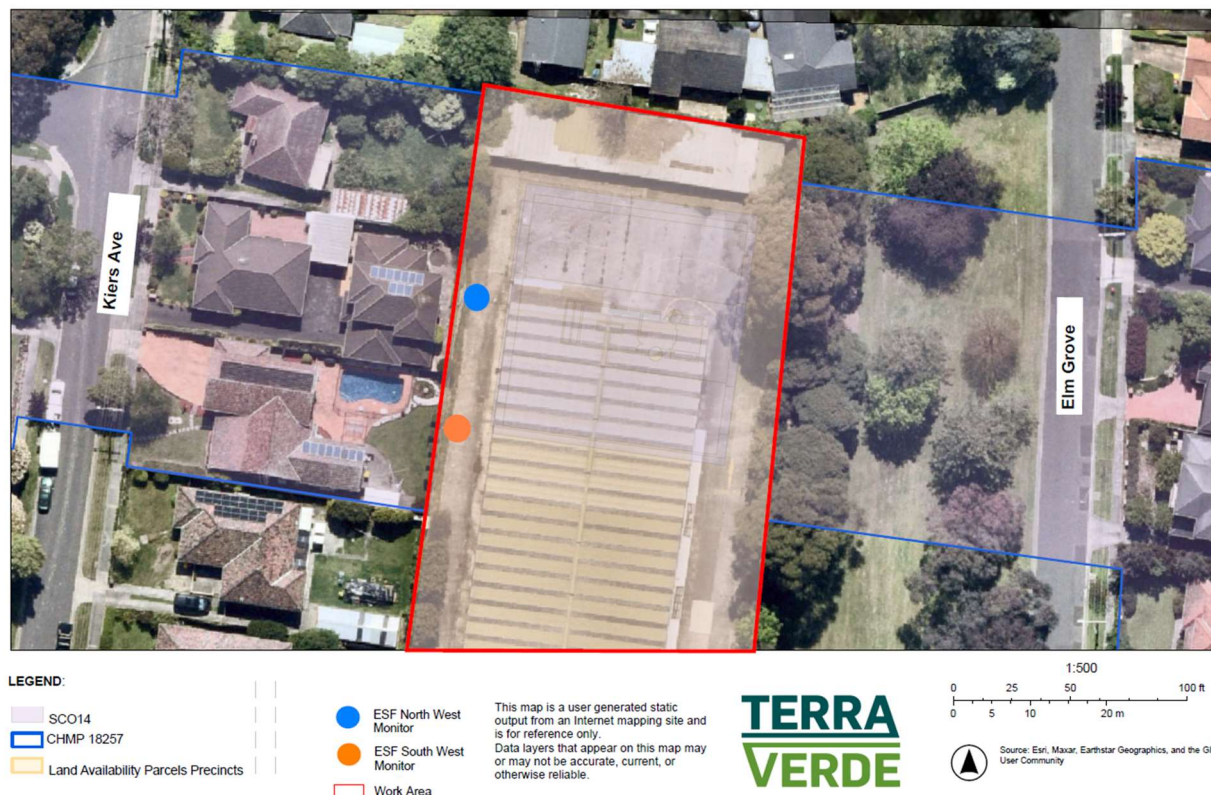 Kiers Ave
Elm Grove
LEGEND:
SCO14
CHMP 18257
Land Availability Parcels Precincts
ESF North West
Monitor
ESF South West
Monitor
Work Area
This map is a user generated static
output from an Internet mapping site and
is for reference only.
Data layers that appear on this map may
or may not be accurate, current, or
otherwise reliable.
TERRA
VERDE
1:500
0 25 50 100 ft
0 5 10 20 m
Source: Esri, Maxar, Earthstar Geographics, and the GI
User Community